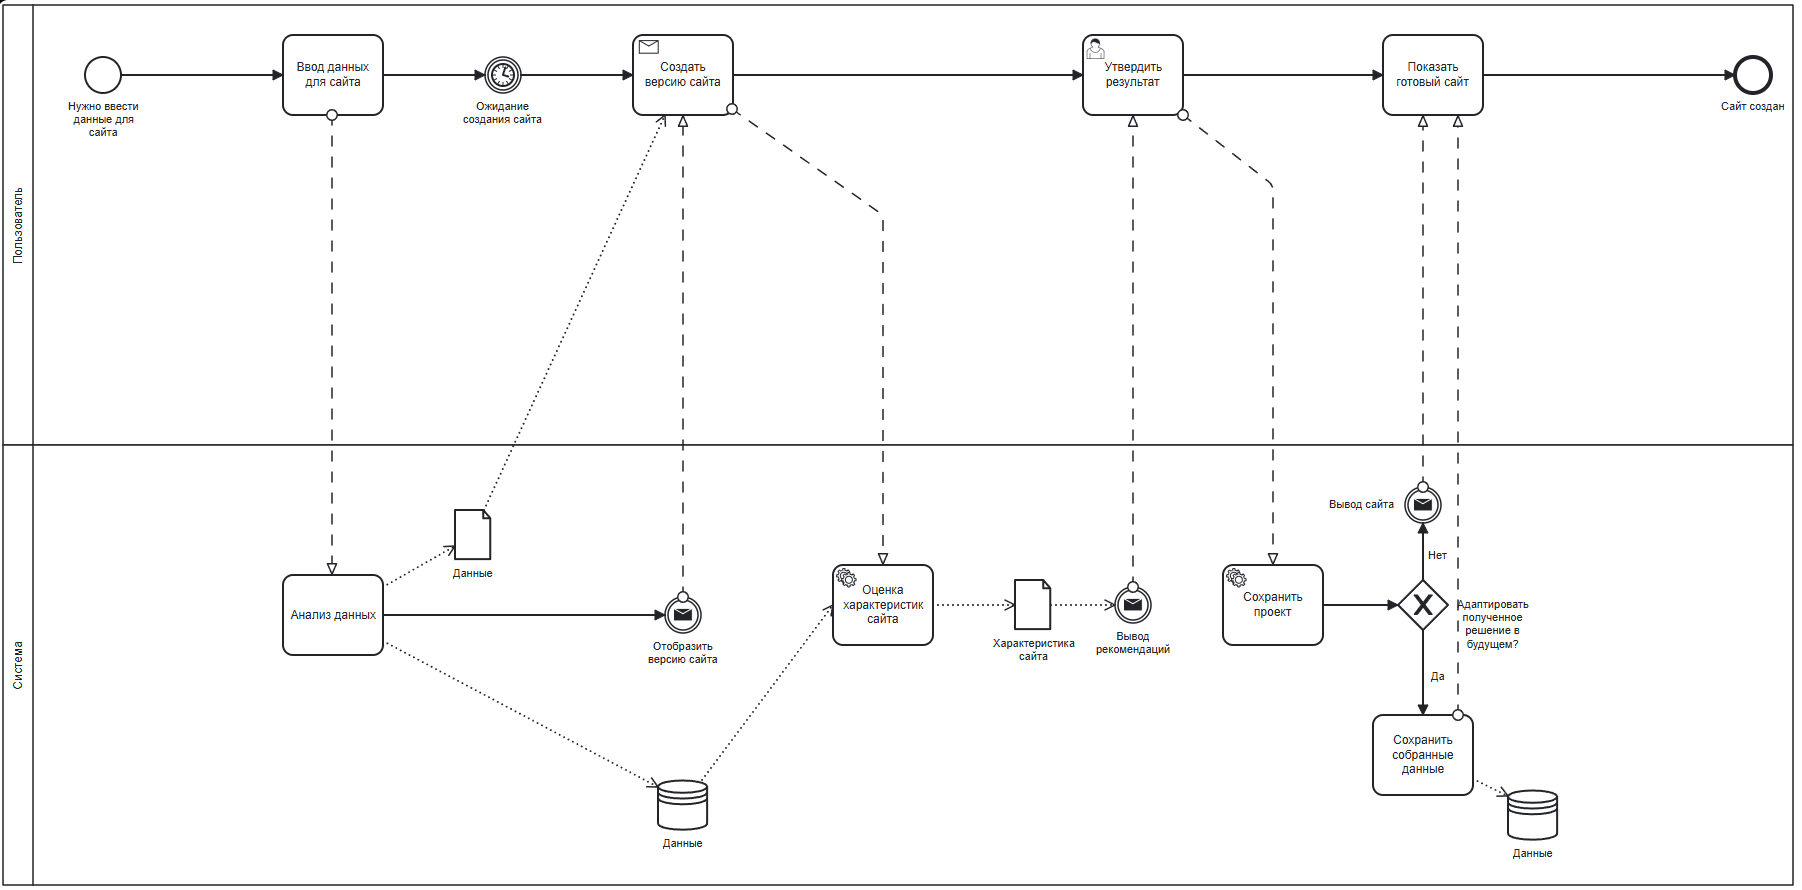 Пользователь
Нужно ввести
данные для
сайта
Ввод данных
для сайта
Ожидание
создания сайта
Создать
версию сайта
Утвердить
результат
Показать
готовый сайт
Сайт создан
Система
Анализ данных
Данные
Отобразить
версию сайта
Данные
Оценка
характеристик
сайта
Характеристика
сайта
Вывод
рекомендаций
Сохранить
проект
Вывод сайта
Нет
Адаптировать
полученное
решение в
будущем?
Да
Сохранить
собранные
данные
Данные